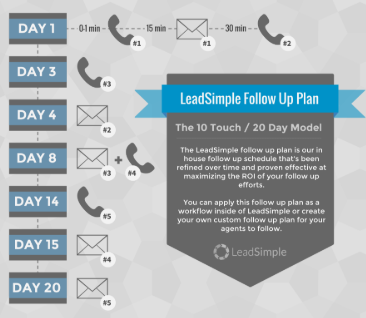 DAY 1
0-1 min
#1
15 min
#1
30 min
#2
DAY 3
#3
DAY 4
#2
DAY 8
#3
+
#4
DAY 14
#5
DAY 15
#4
DAY 20
#5
LeadSimple Follow Up Plan
The 10 Touch / 20 Day Model
The LeadSimple follow up plan is our in
house follow up schedule that's been
refined over time and proven effective at
maximizing the ROI of your follow up
efforts.
You can apply this follow up plan as a
workflow inside of LeadSimple or create
your own custom follow up plan for your
agents to follow.
LeadSimple